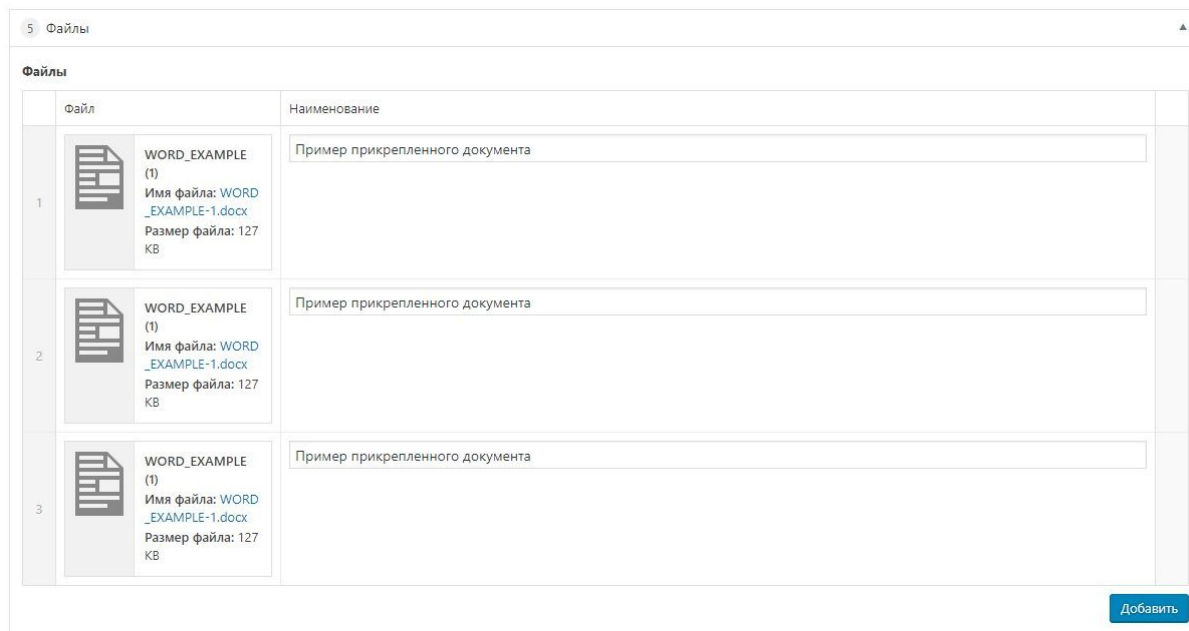 5 Файлы ▲
Файлы
Файл Наименование
1
WORD_EXAMPLE
(1)
Имя файла: WORD
_EXAMPLE-1.docx
Размер файла: 127
KB
Пример прикрепленного документа
2
WORD_EXAMPLE
(1)
Имя файла: WORD
_EXAMPLE-1.docx
Размер файла: 127
KB
Пример прикрепленного документа
3
WORD_EXAMPLE
(1)
Имя файла: WORD
_EXAMPLE-1.docx
Размер файла: 127
KB
Пример прикрепленного документа
Добавить